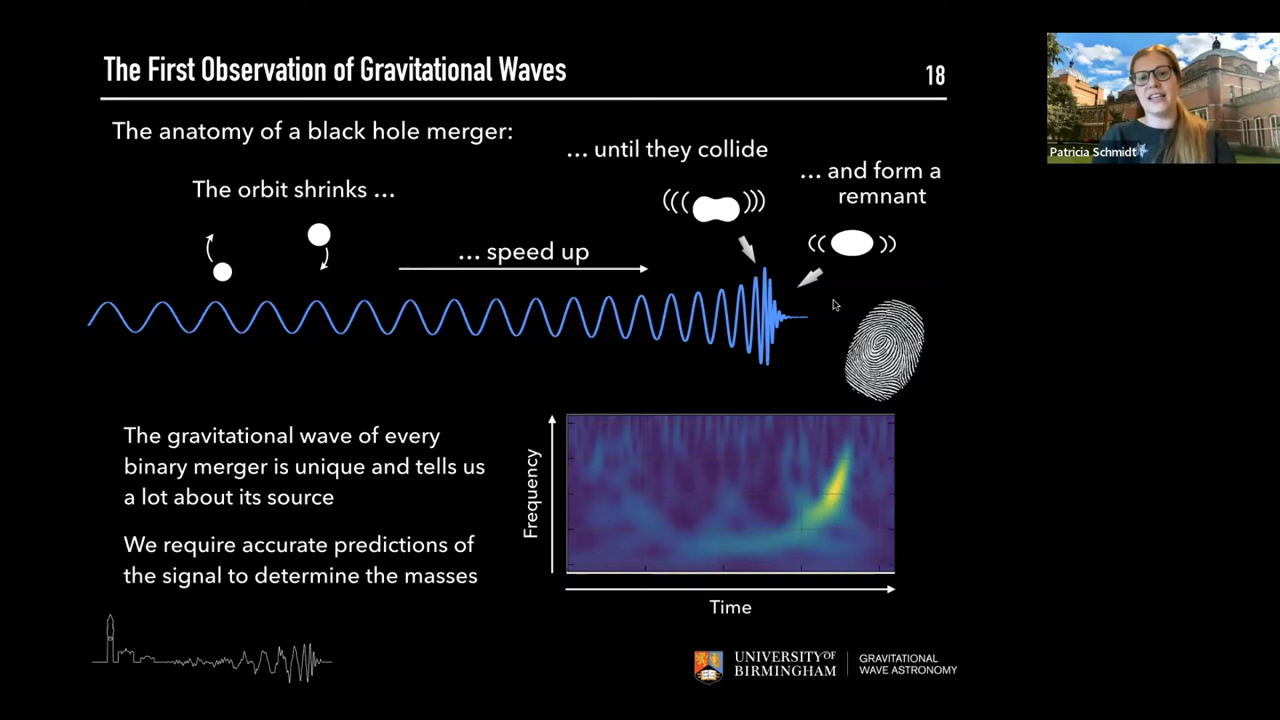 The First Observation of Gravitational Waves
18
The anatomy of a black hole merger:
... until they collide
... and form a
remnant
The orbit shrinks ...
... speed up
Patricia Schmidt
The gravitational wave of every
binary merger is unique and tells us
a lot about its source
We require accurate predictions of
the signal to determine the masses
Frequency
Time
UNIVERSITY OF
BIRMINGHAM
GRAVITATIONAL
WAVE ASTRONOMY